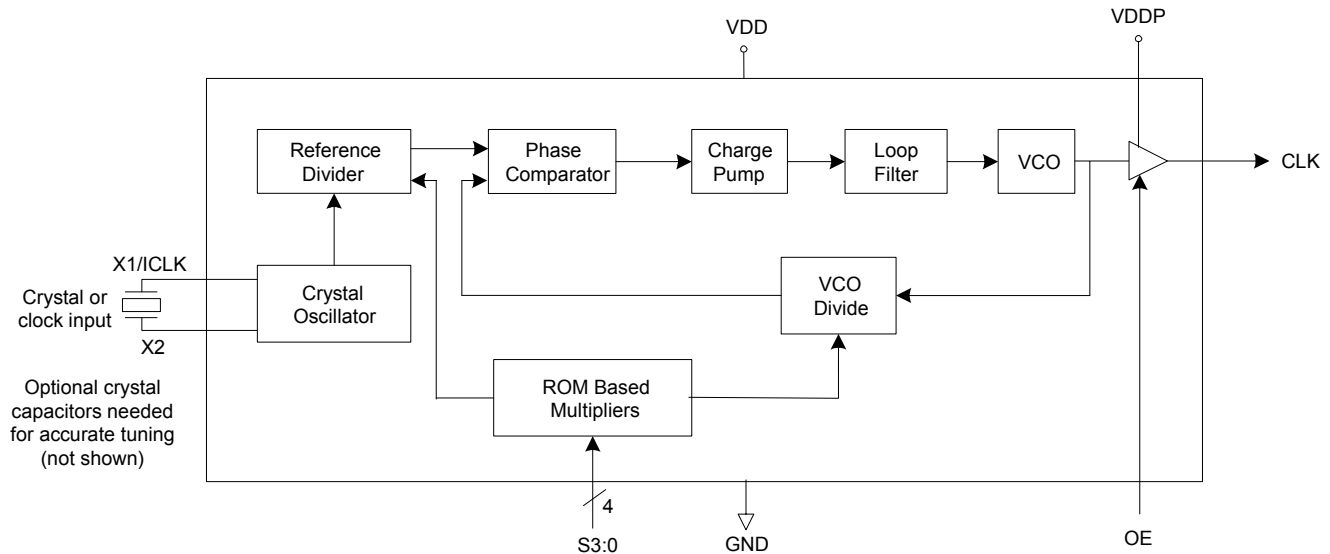 VDD
VDDP
Reference
Divider
Phase
Comparator
Charge
Pump
Loop
Filter
VCO
CLK
X1/ICLK
Crystal or
clock input
X2
Crystal
Oscillator
VCO
Divide
Optional crystal
capacitors needed
for accurate tuning
(not shown)
ROM Based
Multipliers
4
S3:0
GND
OE